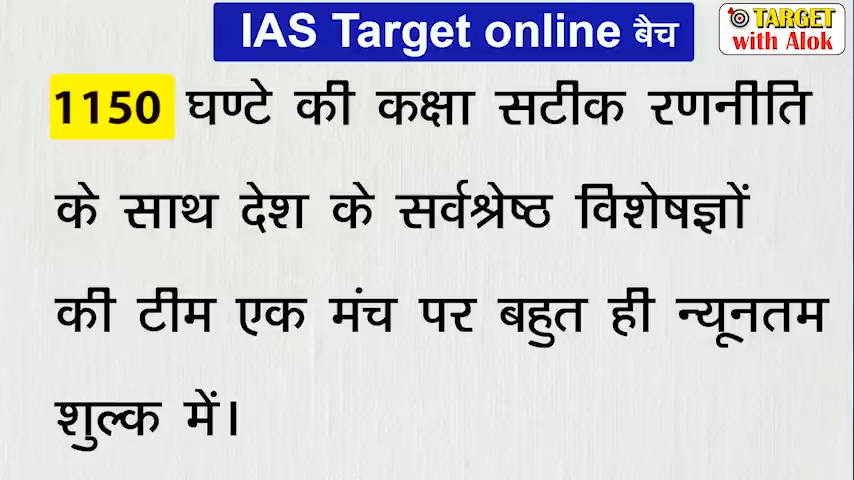 IAS Target online बैच
TARGET
with Alok
1150 घण्टे की कक्षा सटीक रणनीति
के साथ देश के सर्वश्रेष्ठ विशेषज्ञों
की टीम एक मंच पर बहुत ही न्यूनतम
शुल्क में।